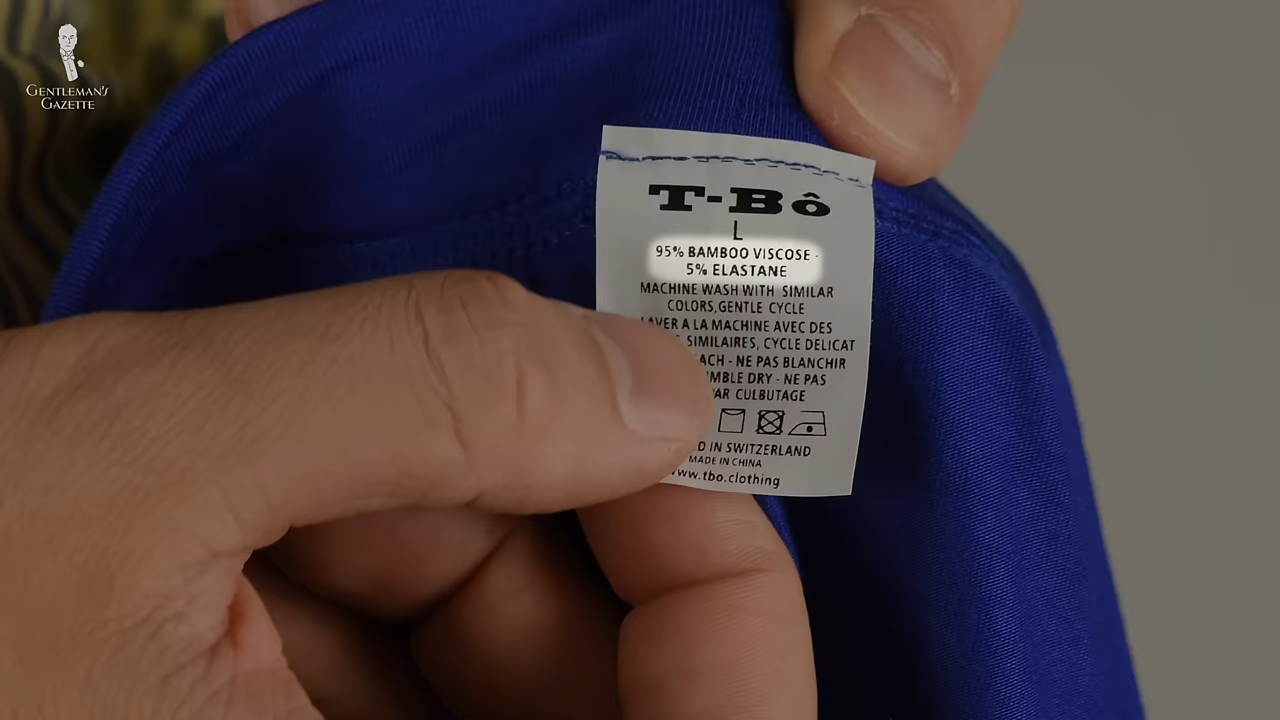 GENTLEMAN'S
GAZETTE
T-Bô
L
95% BAMBOO VISCOSE -
5% ELASTANE
MACHINE WASH WITH SIMILAR
COLORS,GENTLE CYCLE
LAVER A LA MACHINE AVEC DES
SIMILAIRES, CYCLE DELICAT
- NE PAS BLANCHIR
DRY - NE PAS
CULBUTAGE
IN SWITZERLAND
MADE IN CHINA
www.tbo.clothing